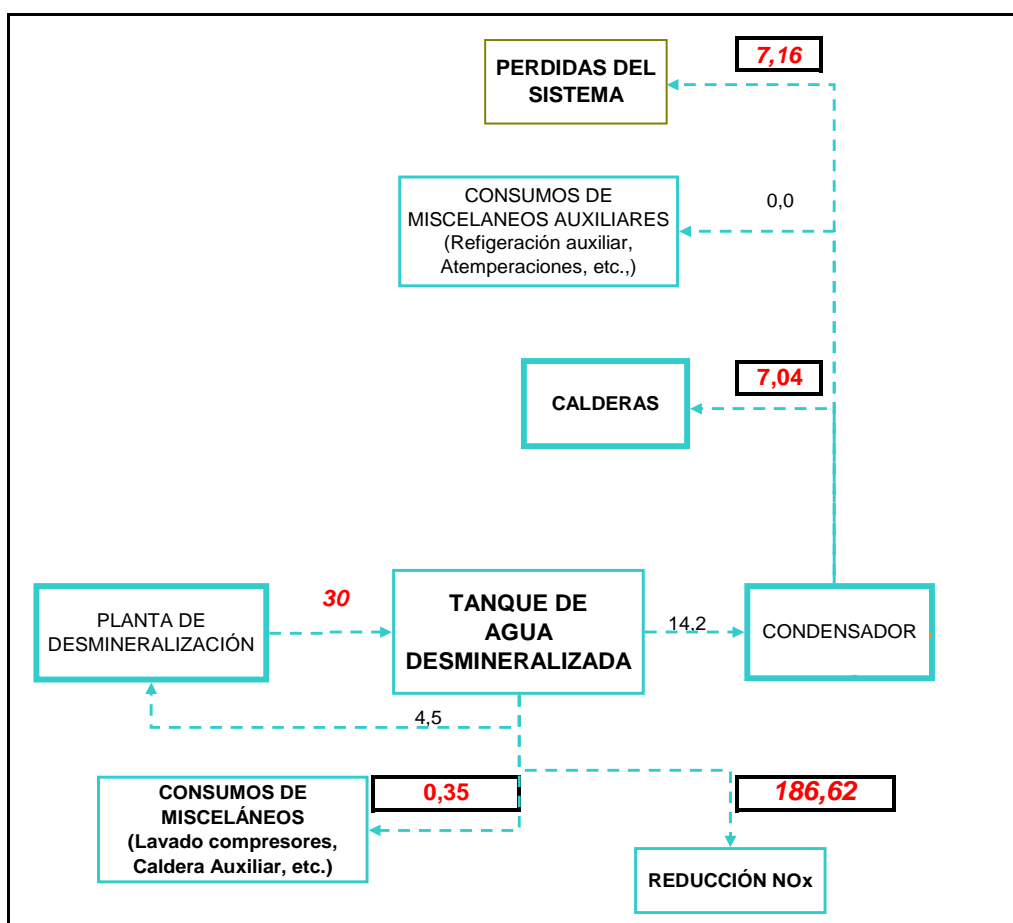 7,16
PERDIDAS DEL
SISTEMA
CONSUMOS DE
MISCELANEOS AUXILIARES
(Refigeración auxiliar,
Atemperaciones, etc.,)
0,0
7,04
CALDERAS
PLANTA DE
DESMINERALIZACIÓN
30
TANQUE DE
AGUA
DESMINERALIZADA
14,2
CONDENSADOR
4,5
CONSUMOS DE
MISCELÁNEOS
(Lavado compresores,
Caldera Auxiliar, etc.)
0,35
186,62
REDUCCIÓN NOx